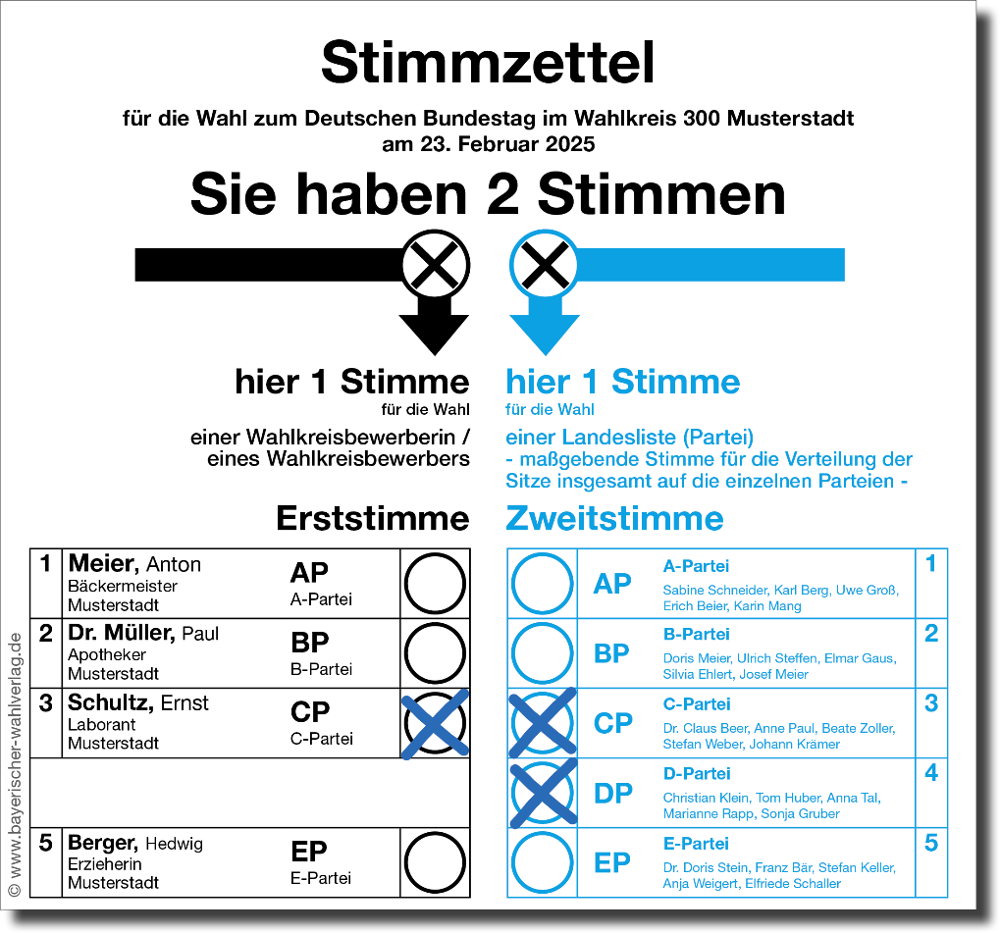 Stimmzettel
für die Wahl zum Deutschen Bundestag im Wahlkreis 300 Musterstadt
am 23. Februar 2025
Sie haben 2 Stimmen
hier 1 Stimme
für die Wahl
einer Wahlkreisbewerberin /
eines Wahlkreisbewerbers
Erststimme
hier 1 Stimme
für die Wahl
einer Landesliste (Partei)
- maßgebende Stimme für die Verteilung der
Sitze insgesamt auf die einzelnen Parteien -
Zweitstimme
1 Meier, Anton AP
Bäckermeister A-Partei
Musterstadt
2 Dr. Müller, Paul BP
Apotheker B-Partei
Musterstadt
3 Schultz, Ernst CP
Laborant C-Partei
Musterstadt
5 Berger, Hedwig EP
Erzieherin E-Partei
Musterstadt
AP A-Partei 1
Sabine Schneider, Karl Berg, Uwe Groß,
Erich Beier, Karin Mang
BP B-Partei 2
Doris Meier, Ulrich Steffen, Elmar Gaus,
Silvia Ehlert, Josef Meier
CP C-Partei 3
Dr. Claus Beer, Anne Paul, Beate Zoller,
Stefan Weber, Johann Krämer
DP D-Partei 4
Christian Klein, Tom Huber, Anna Tal,
Marianne Rapp, Sonja Gruber
EP E-Partei 5
Dr. Doris Stein, Franz Bär, Stefan Keller,
Anja Weigert, Elfriede Schaller
© www.bayerischer-wahlverlag.de